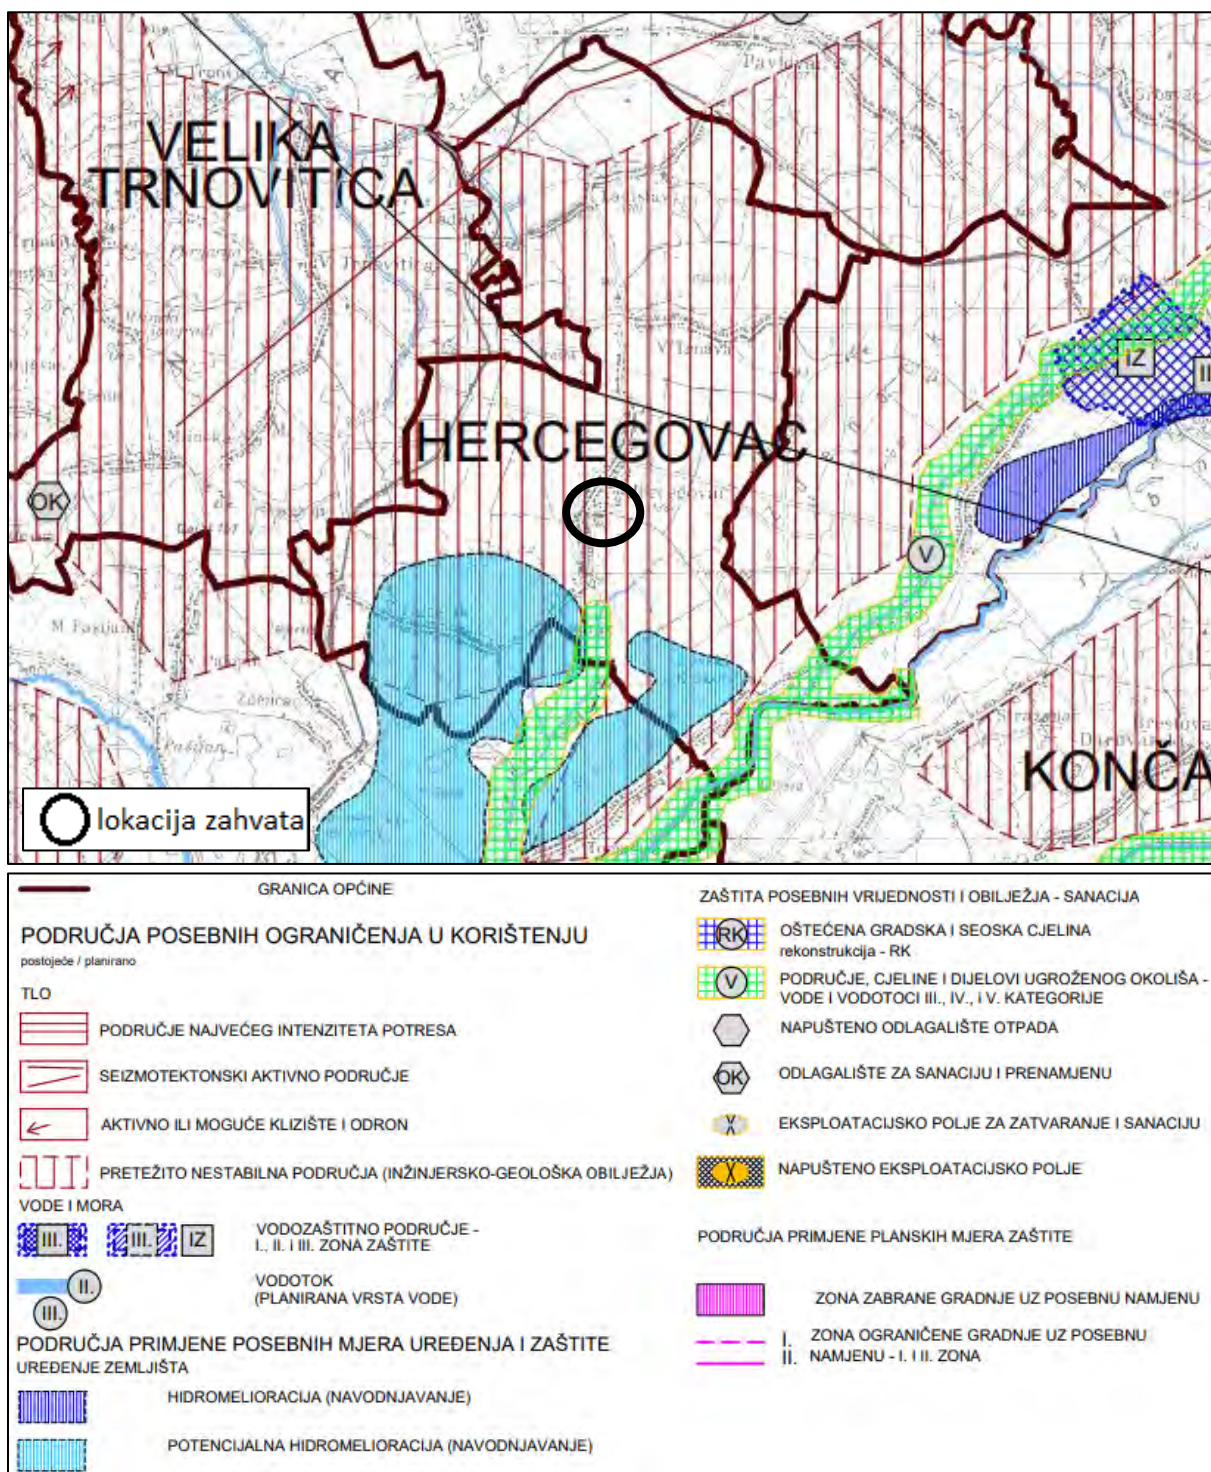 VELIKA
TRNOVITICA
V. Trnovitica
HERCEGOVAC
Hercegovac
IZ
II
OK
V
Zdenci
M. Pašijan
Pašijan
KONČA
lokacija zahvata
GRANICA OPĆINE
PODRUČJA POSEBNIH OGRANIČENJA U KORIŠTENJU
postojeće / planirano
TLO
PODRUČJE NAJVEĆEG INTENZITETA POTRESA
SEIZMOTEKTONSKI AKTIVNO PODRUČJE
AKTIVNO ILI MOGUĆE KLIZIŠTE I ODRON
PRETEŽITO NESTABILNA PODRUČJA (INŽINJERSKO-GEOLOŠKA OBILJEŽJA)
VODE I MORA
III. III. IZ
VODOZAŠTITNO PODRUČJE -
I., II. I III. ZONA ZAŠTITE
II.
III.
VODOTOK
(PLANIRANA VRSTA VODE)
PODRUČJA PRIMJENE POSEBNIH MJERA UREĐENJA I ZAŠTITE
UREĐENJE ZEMLJIŠTA
HIDROMELIORACIJA (NAVODNJAVANJE)
POTENCIJALNA HIDROMELIORACIJA (NAVODNJAVANJE)
ZAŠTITA POSEBNIH VRIJEDNOSTI I OBILJEŽJA - SANACIJA
RK
OŠTEĆENA GRADSKA I SEOSKA CJELINA
rekonstrukcija - RK
V
PODRUČJE, CJELINE I DIJELOVI UGROŽENOG OKOLIŠA -
VODE I VODOTOCI III., IV., i V. KATEGORIJE
NAPUŠTENO ODLAGALIŠTE OTPADA
OK
ODLAGALIŠTE ZA SANACIJU I PRENAMJENU
X
EKSPLOATACIJSKO POLJE ZA ZATVARANJE I SANACIJU
X
NAPUŠTENO EKSPLOATACIJSKO POLJE
PODRUČJA PRIMJENE PLANSKIH MJERA ZAŠTITE
ZONA ZABRANE GRADNJE UZ POSEBNU NAMJENU
I. ZONA OGRANIČENE GRADNJE UZ POSEBNU
II. NAMJENU - I. I II. ZONA